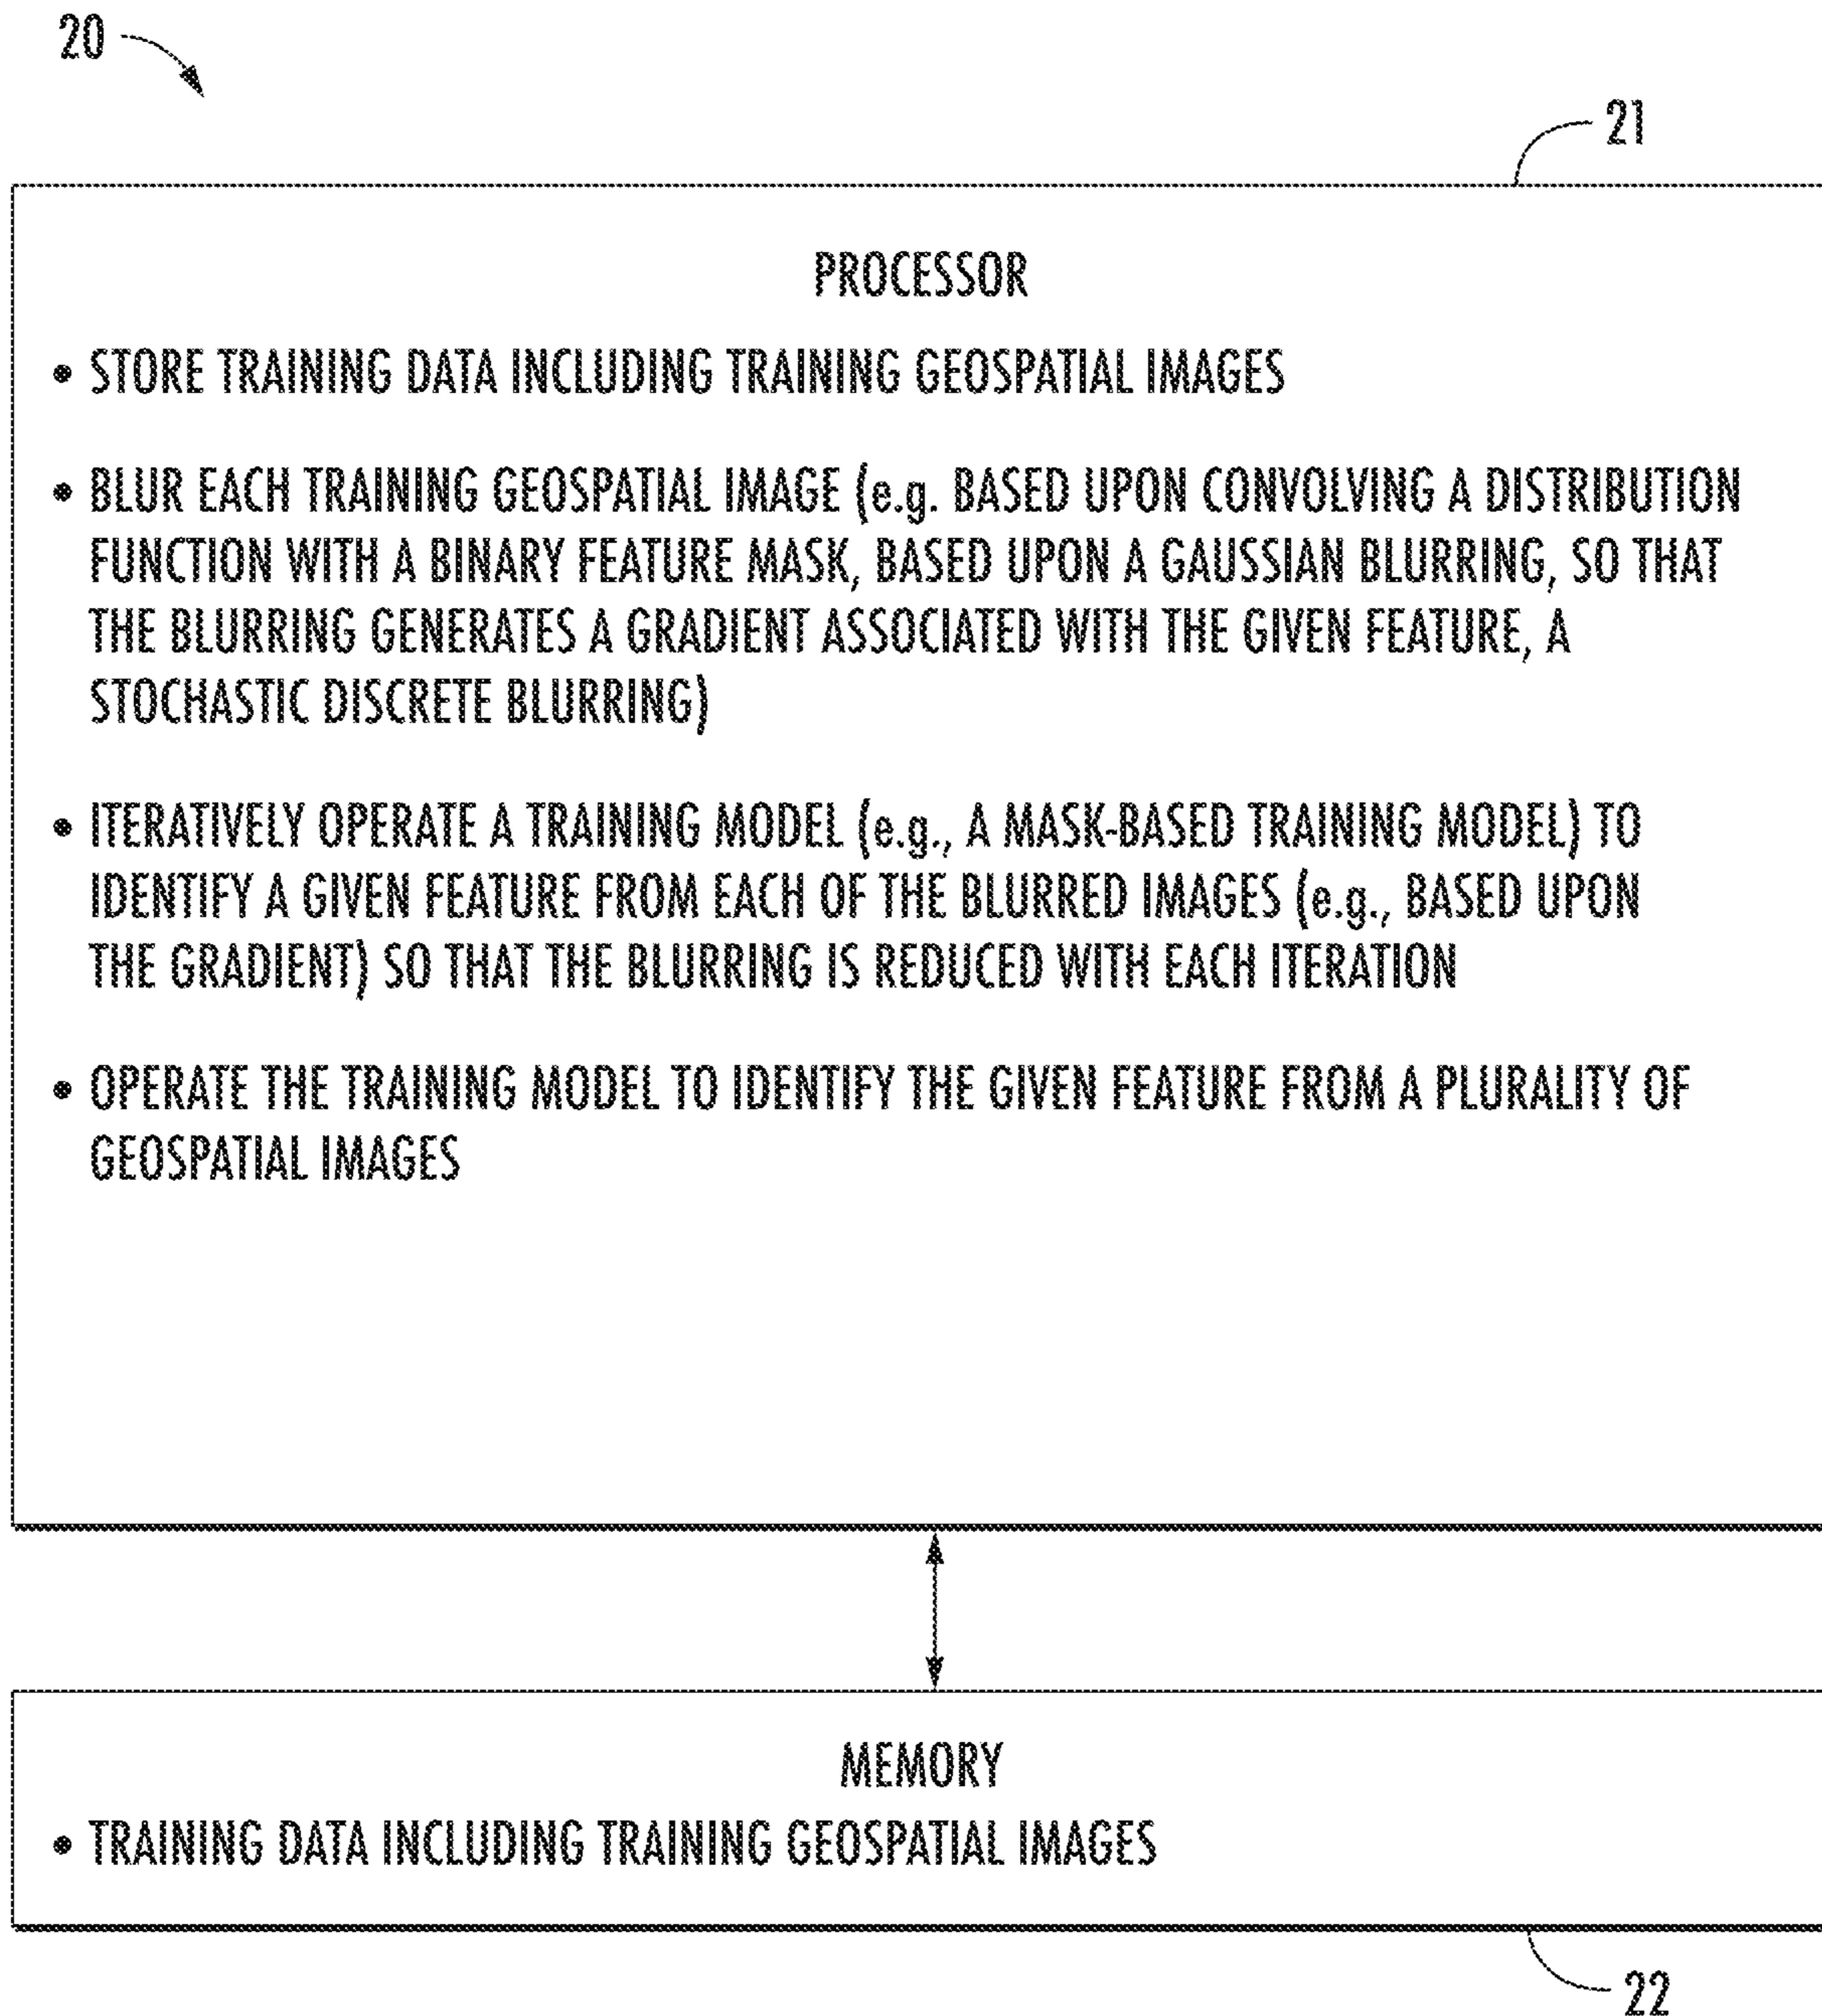 20
21
PROCESSOR
• STORE TRAINING DATA INCLUDING TRAINING GEOSPATIAL IMAGES
• BLUR EACH TRAINING GEOSPATIAL IMAGE (e.g. BASED UPON CONVOLVING A DISTRIBUTION
FUNCTION WITH A BINARY FEATURE MASK, BASED UPON A GAUSSIAN BLURRING, SO THAT
THE BLURRING GENERATES A GRADIENT ASSOCIATED WITH THE GIVEN FEATURE, A
STOCHASTIC DISCRETE BLURRING)
• ITERATIVELY OPERATE A TRAINING MODEL (e.g., A MASK-BASED TRAINING MODEL) TO
IDENTIFY A GIVEN FEATURE FROM EACH OF THE BLURRED IMAGES (e.g., BASED UPON
THE GRADIENT) SO THAT THE BLURRING IS REDUCED WITH EACH ITERATION
• OPERATE THE TRAINING MODEL TO IDENTIFY THE GIVEN FEATURE FROM A PLURALITY OF
GEOSPATIAL IMAGES
MEMORY
• TRAINING DATA INCLUDING TRAINING GEOSPATIAL IMAGES
22